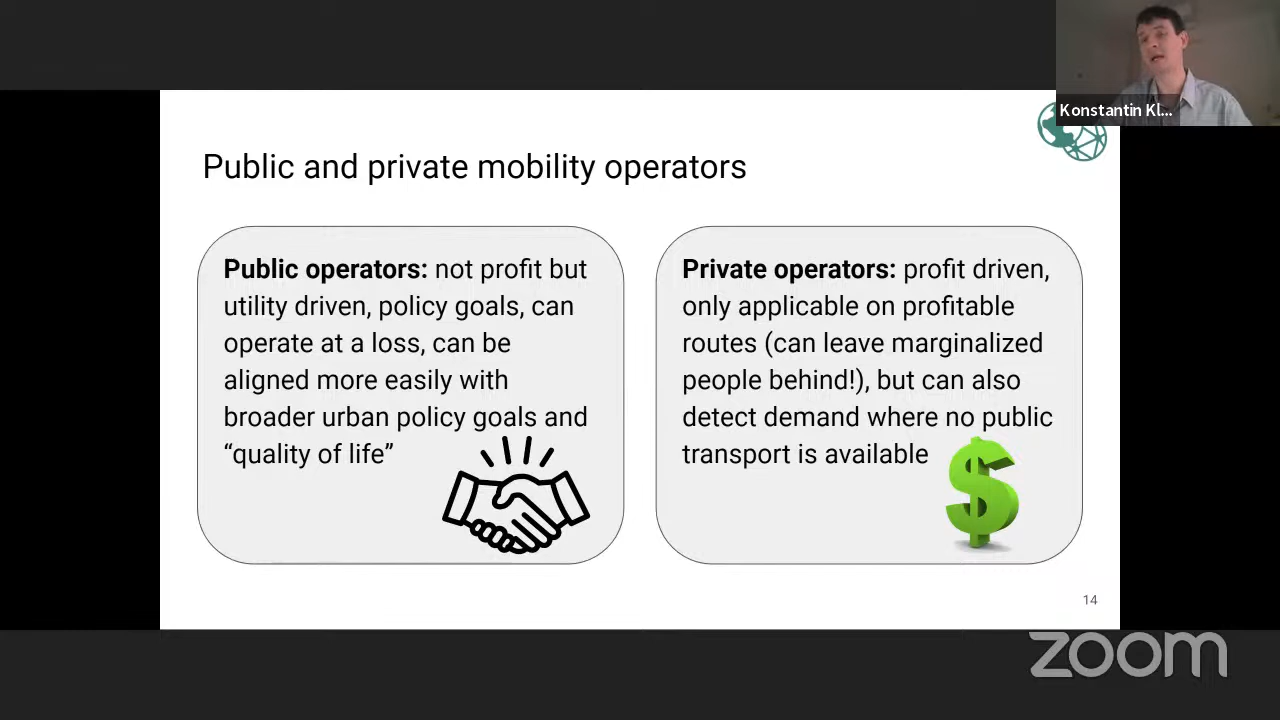 Konstantin Kl...
Public and private mobility operators
Public operators: not profit but
utility driven, policy goals, can
operate at a loss, can be
aligned more easily with
broader urban policy goals and
“quality of life”
Private operators: profit driven,
only applicable on profitable
routes (can leave marginalized
people behind!), but can also
detect demand where no public
transport is available
14
zoom